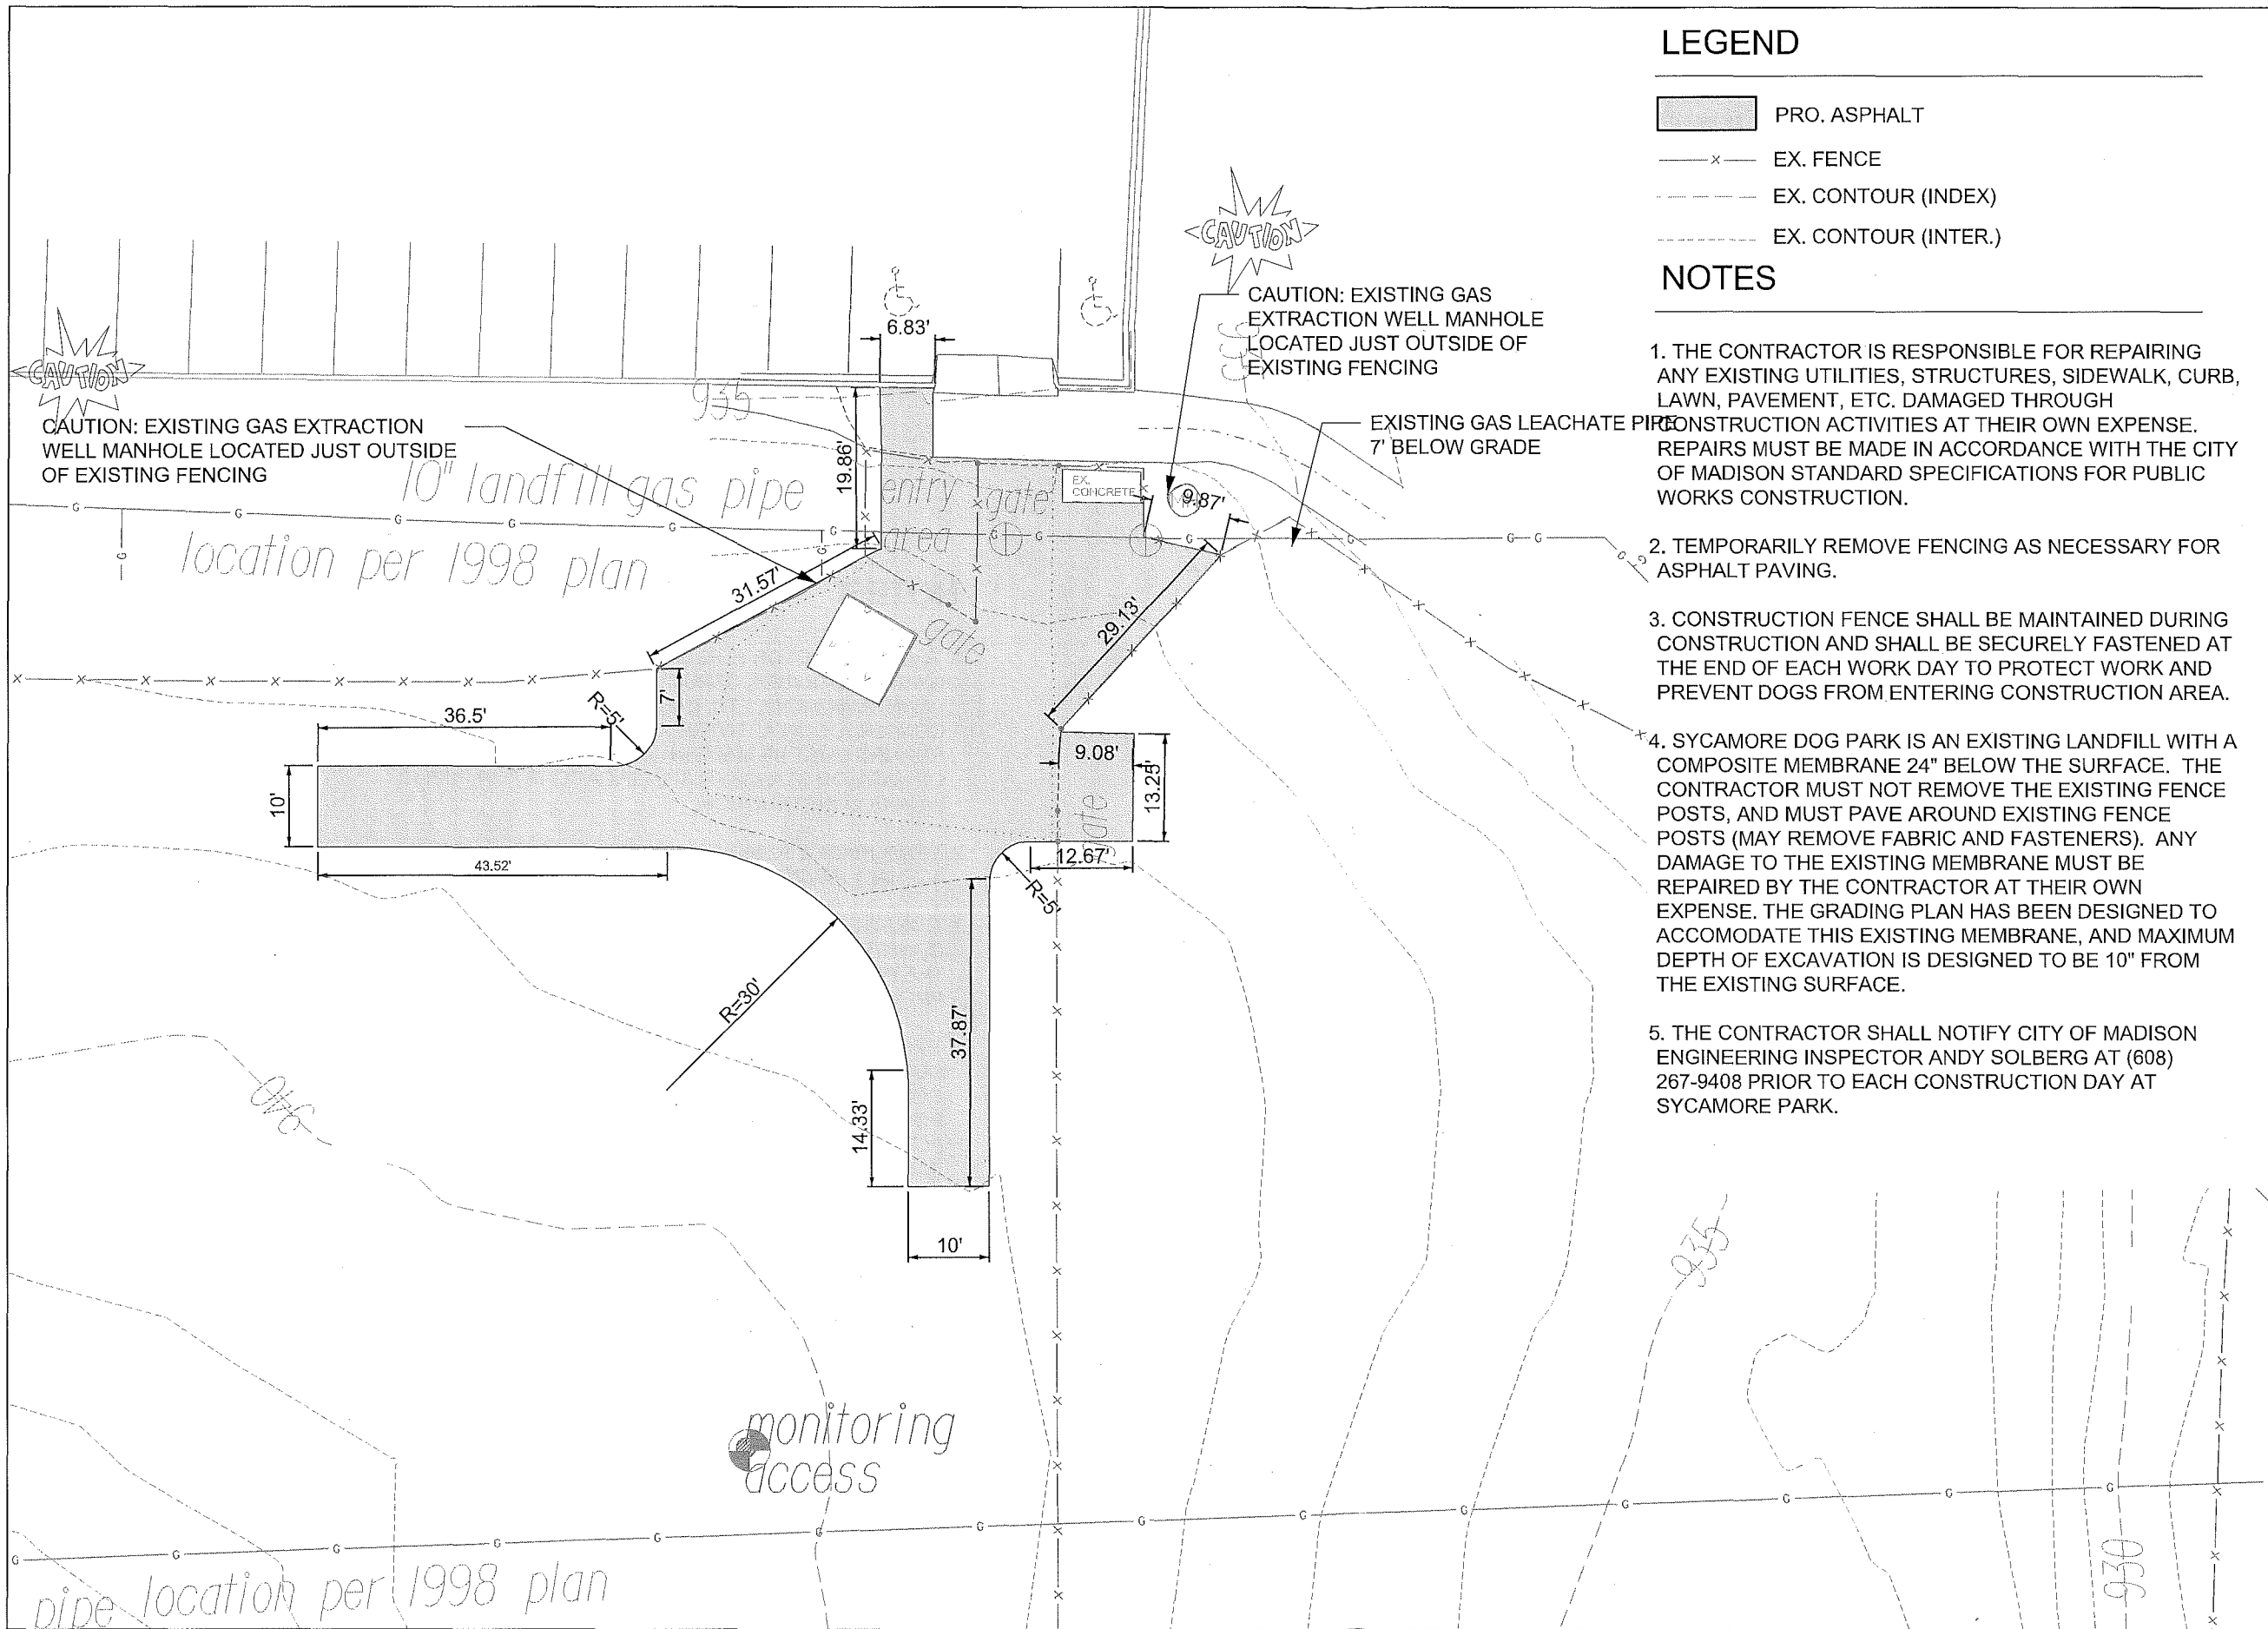 LEGEND
PRO. ASPHALT
x
EX. FENCE
EX. CONTOUR (INDEX)
EX. CONTOUR (INTER.)
NOTES
1. THE CONTRACTOR IS RESPONSIBLE FOR REPAIRING
ANY EXISTING UTILITIES, STRUCTURES, SIDEWALK, CURB,
LAWN, PAVEMENT, ETC. DAMAGED THROUGH
CONSTRUCTION ACTIVITIES AT THEIR OWN EXPENSE.
REPAIRS MUST BE MADE IN ACCORDANCE WITH THE CITY
OF MADISON STANDARD SPECIFICATIONS FOR PUBLIC
WORKS CONSTRUCTION.
2. TEMPORARILY REMOVE FENCING AS NECESSARY FOR
ASPHALT PAVING.
3. CONSTRUCTION FENCE SHALL BE MAINTAINED DURING
CONSTRUCTION AND SHALL BE SECURELY FASTENED AT
THE END OF EACH WORK DAY TO PROTECT WORK AND
PREVENT DOGS FROM ENTERING CONSTRUCTION AREA.
4. SYCAMORE DOG PARK IS AN EXISTING LANDFILL WITH A
COMPOSITE MEMBRANE 24" BELOW THE SURFACE. THE
CONTRACTOR MUST NOT REMOVE THE EXISTING FENCE
POSTS, AND MUST PAVE AROUND EXISTING FENCE
POSTS (MAY REMOVE FABRIC AND FASTENERS). ANY
DAMAGE TO THE EXISTING MEMBRANE MUST BE
REPAIRED BY THE CONTRACTOR AT THEIR OWN
EXPENSE. THE GRADING PLAN HAS BEEN DESIGNED TO
ACCOMODATE THIS EXISTING MEMBRANE, AND MAXIMUM
DEPTH OF EXCAVATION IS DESIGNED TO BE 10" FROM
THE EXISTING SURFACE.
5. THE CONTRACTOR SHALL NOTIFY CITY OF MADISON
ENGINEERING INSPECTOR ANDY SOLBERG AT (608)
267-9408 PRIOR TO EACH CONSTRUCTION DAY AT
SYCAMORE PARK.
CAUTION
CAUTION: EXISTING GAS
EXTRACTION WELL MANHOLE
LOCATED JUST OUTSIDE OF
EXISTING FENCING
CAUTION
CAUTION: EXISTING GAS EXTRACTION
WELL MANHOLE LOCATED JUST OUTSIDE
OF EXISTING FENCING
EXISTING GAS LEACHATE PIPE
7' BELOW GRADE
6.83'
935
936
19.86'
10" landfill gas pipe
location per 1998 plan
entry
area
gate
EX.
CONCRETE
9.87'
31.57'
29.13'
gate
7'
R=5'
36.5'
10'
43.52'
9.08'
13.25'
gate
12.67'
R=5'
R=30'
37.87'
14.33'
10'
940
935
monitoring
access
pipe location per 1998 plan
930